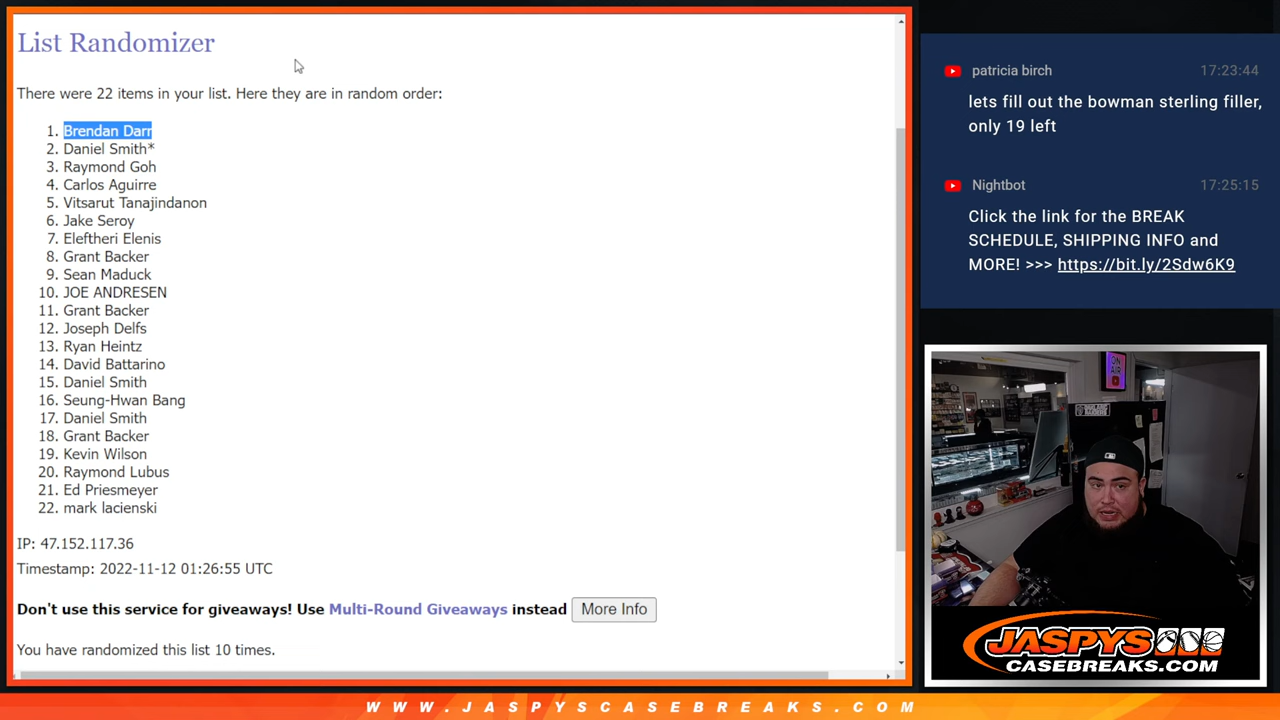 List Randomizer
There were 22 items in your list. Here they are in random order:
1. Brendan Darr
2. Daniel Smith*
3. Raymond Goh
4. Carlos Aguirre
5. Vitsarut Tanajindanon
6. Jake Seroy
7. Eleftheri Elenis
8. Grant Backer
9. Sean Maduck
10. JOE ANDRESEN
11. Grant Backer
12. Joseph Delfs
13. Ryan Heintz
14. David Battarino
15. Daniel Smith
16. Seung-Hwan Bang
17. Daniel Smith
18. Grant Backer
19. Kevin Wilson
20. Raymond Lubus
21. Ed Priesmeyer
22. mark lacienski
IP: 47.152.117.36
Timestamp: 2022-11-12 01:26:55 UTC
Don't use this service for giveaways! Use Multi-Round Giveaways instead More Info
You have randomized this list 10 times.
patricia birch 17:23:44
lets fill out the bowman sterling filler,
only 19 left
Nightbot 17:25:15
Click the link for the BREAK
SCHEDULE, SHIPPING INFO and
MORE! >>> https://bit.ly/2Sdw6K9
ON
AIR
JASPYS
CASEBREAKS.COM
WWW.JASPYSCASEBREAKS.COM